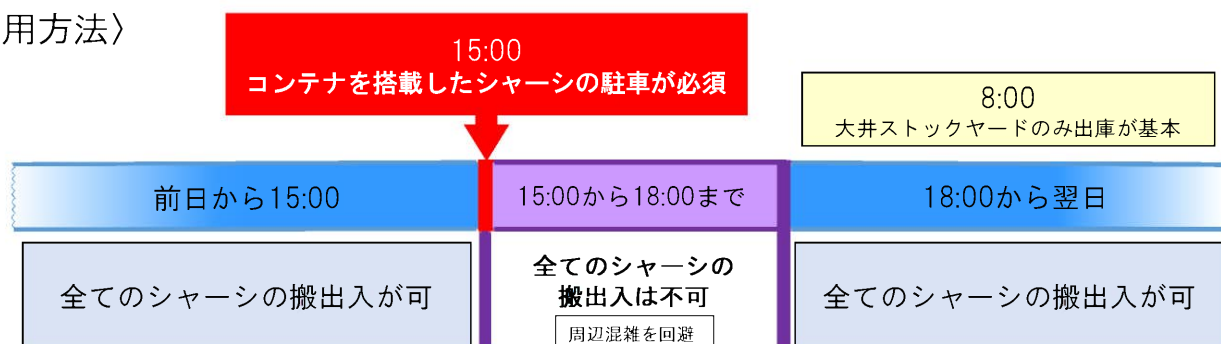 用方法〉
15:00
コンテナを搭載したシャーシの駐車が必須
8:00
大井ストックヤードのみ出庫が基本
前日から15:00
15:00から18:00まで
18:00から翌日
全てのシャーシの搬出入が可
全てのシャーシの
搬出入は不可
周辺混雑を回避
全てのシャーシの搬出入が可